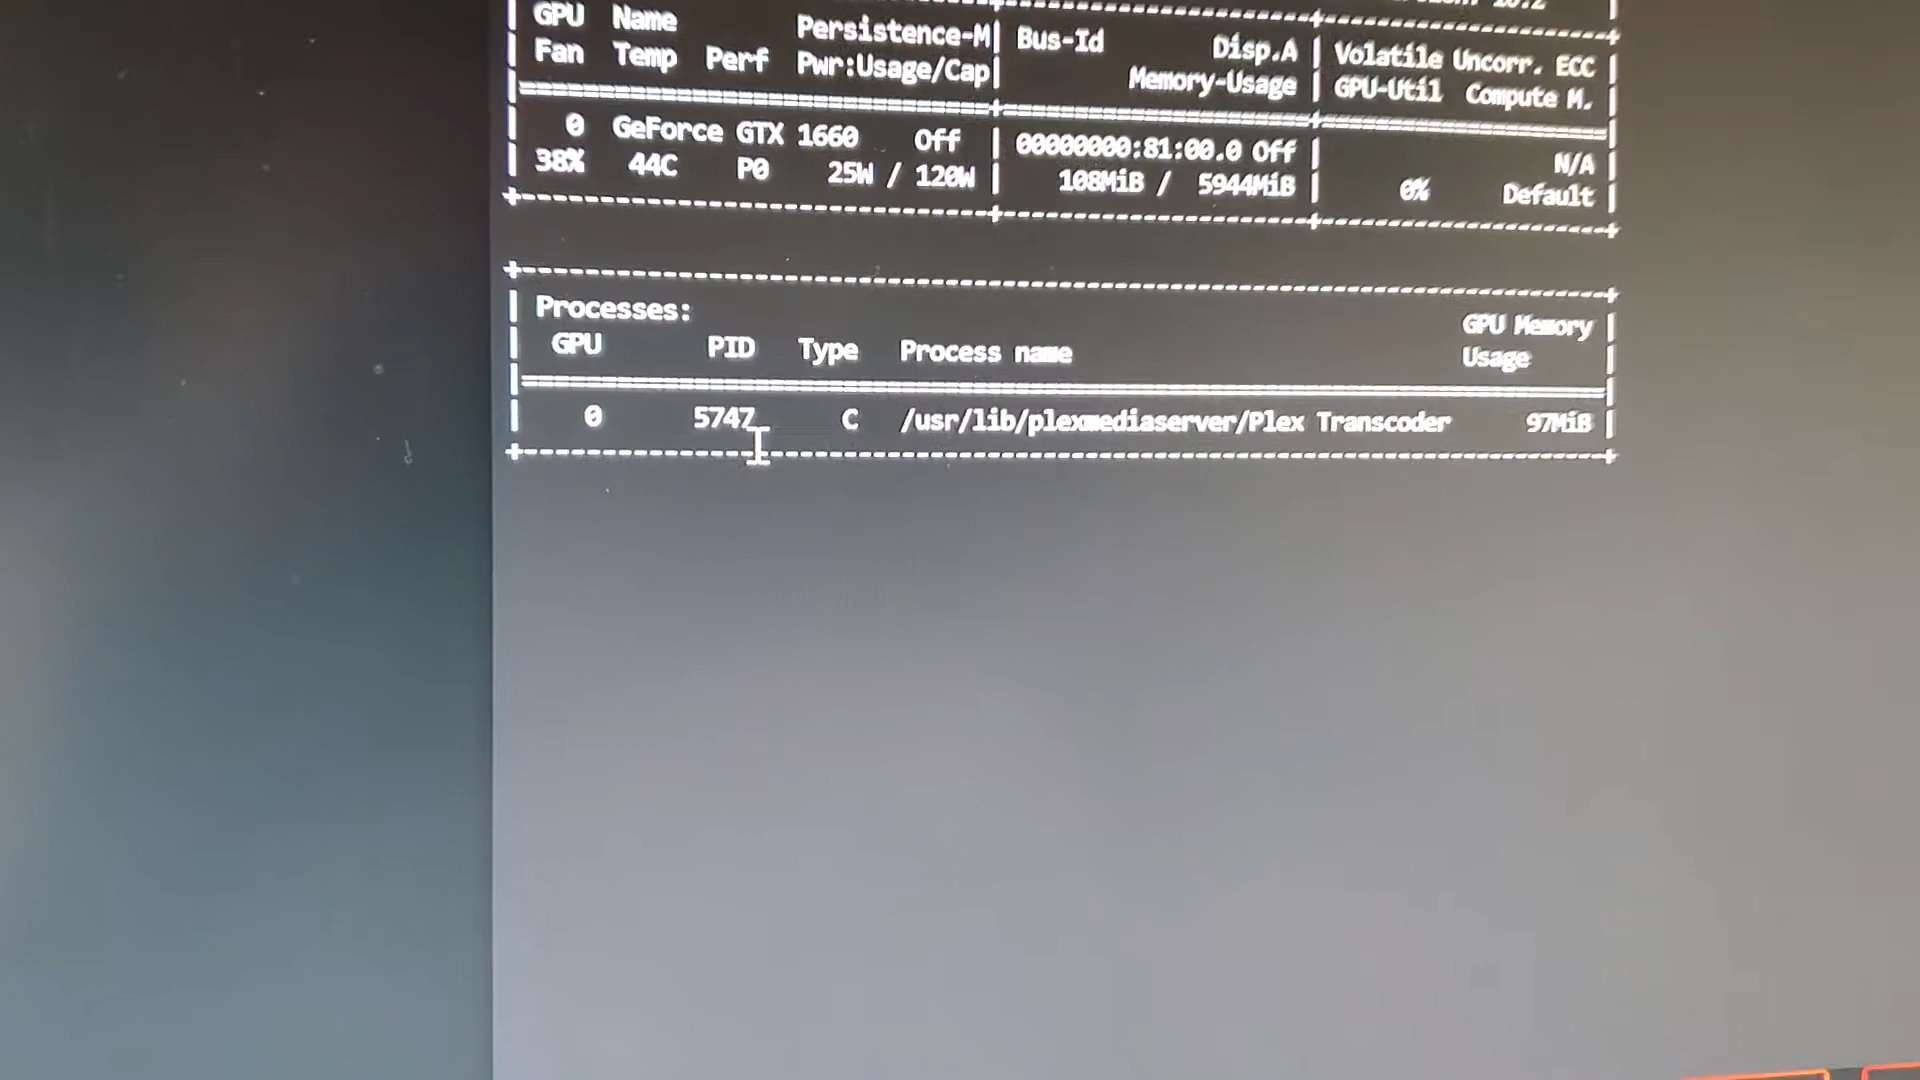 GPU Name Persistence-M| Bus-Id Disp.A | Volatile Uncorr. ECC |
Fan Temp Perf Pwr:Usage/Cap| Memory-Usage | GPU-Util Compute M. |
| 0 GeForce GTX 1660 Off | 00000000:81:00.0 Off | N/A |
| 38% 44C P0 25W / 120W | 108MiB / 5944MiB | 0% Default |
| Processes: GPU Memory |
| GPU PID Type Process name Usage |
| 0 5747 C /usr/lib/plexmediaserver/Plex Transcoder 97MiB |